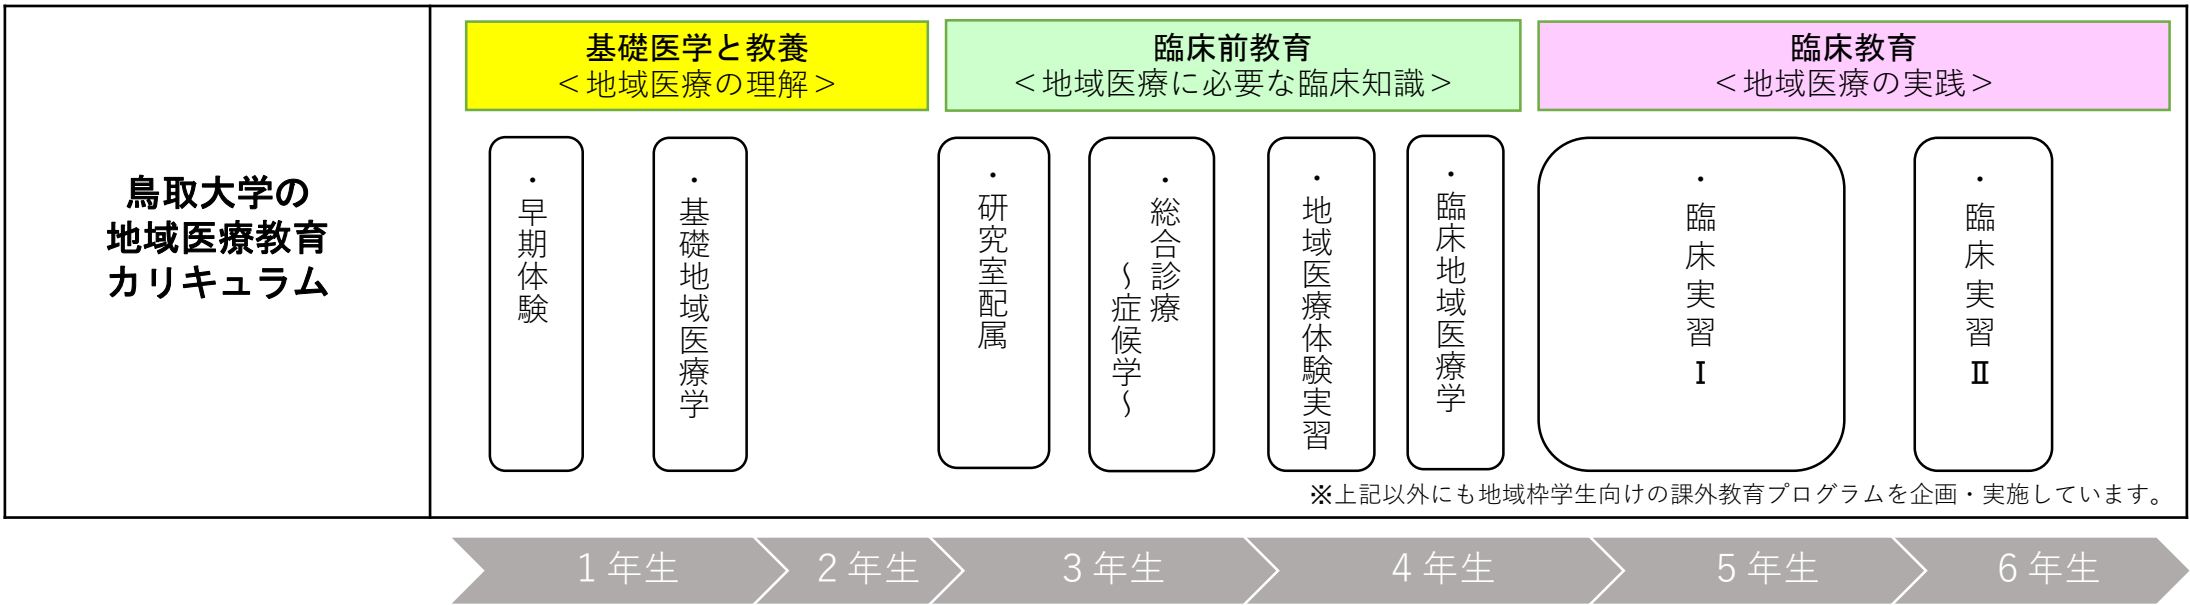 鳥取大学の
地域医療教育
カリキュラム
基礎医学と教養
＜地域医療の理解＞
臨床前教育
＜地域医療に必要な臨床知識＞
臨床教育
＜地域医療の実践＞
・早期体験
・基礎地域医療学
・研究室配属
・総合診療
～症候学～
・地域医療体験実習
・臨床地域医療学
・臨床実習Ⅰ
・臨床実習Ⅱ
※上記以外にも地域枠学生向けの課外教育プログラムを企画・実施しています。
1年生
2年生
3年生
4年生
5年生
6年生